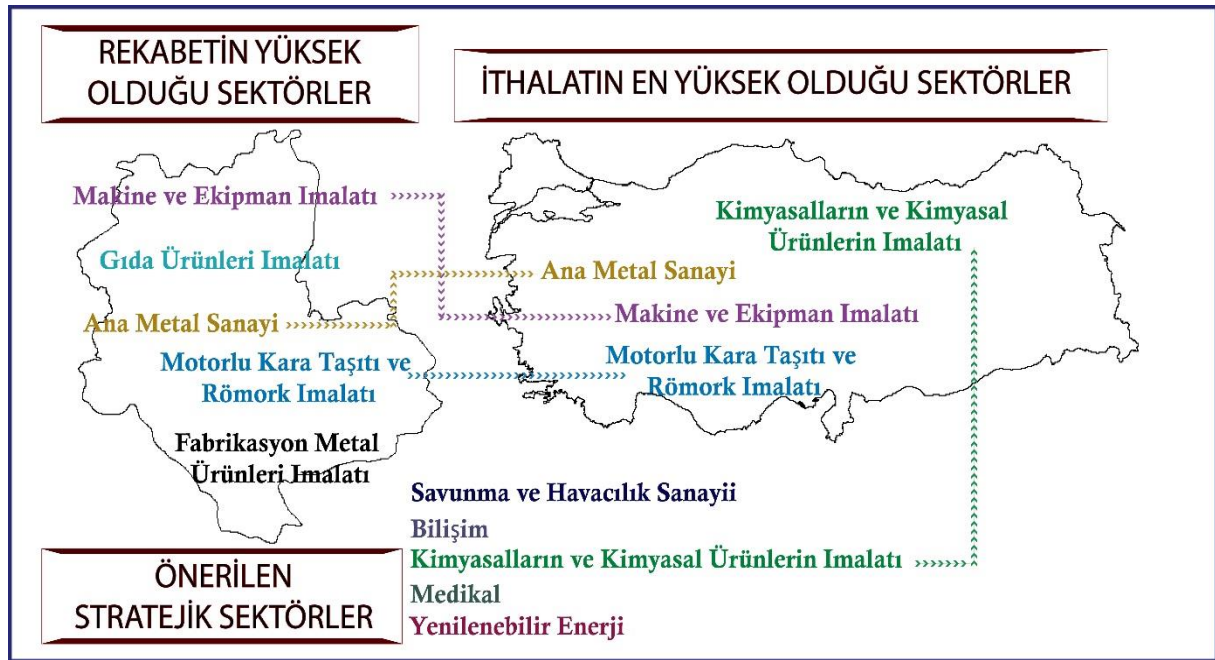 REKABETİN YÜKSEK
OLDUĞU SEKTÖRLER
İTHALATIN EN YÜKSEK OLDUĞU SEKTÖRLER
Makine ve Ekipman Imalatı
Gıda Ürünleri Imalatı
Ana Metal Sanayi
Motorlu Kara Taşıtı ve
Römork Imalatı
Fabrikasyon Metal
Ürünleri Imalatı
Kimyasalların ve Kimyasal
Ürünlerin Imalatı
Ana Metal Sanayi
Makine ve Ekipman Imalatı
Motorlu Kara Taşıtı ve
Römork Imalatı
ÖNERİLEN
STRATEJİK SEKTÖRLER
Savunma ve Havacılık Sanayii
Bilişim
Kimyasalların ve Kimyasal Ürünlerin Imalatı
Medikal
Yenilenebilir Enerji